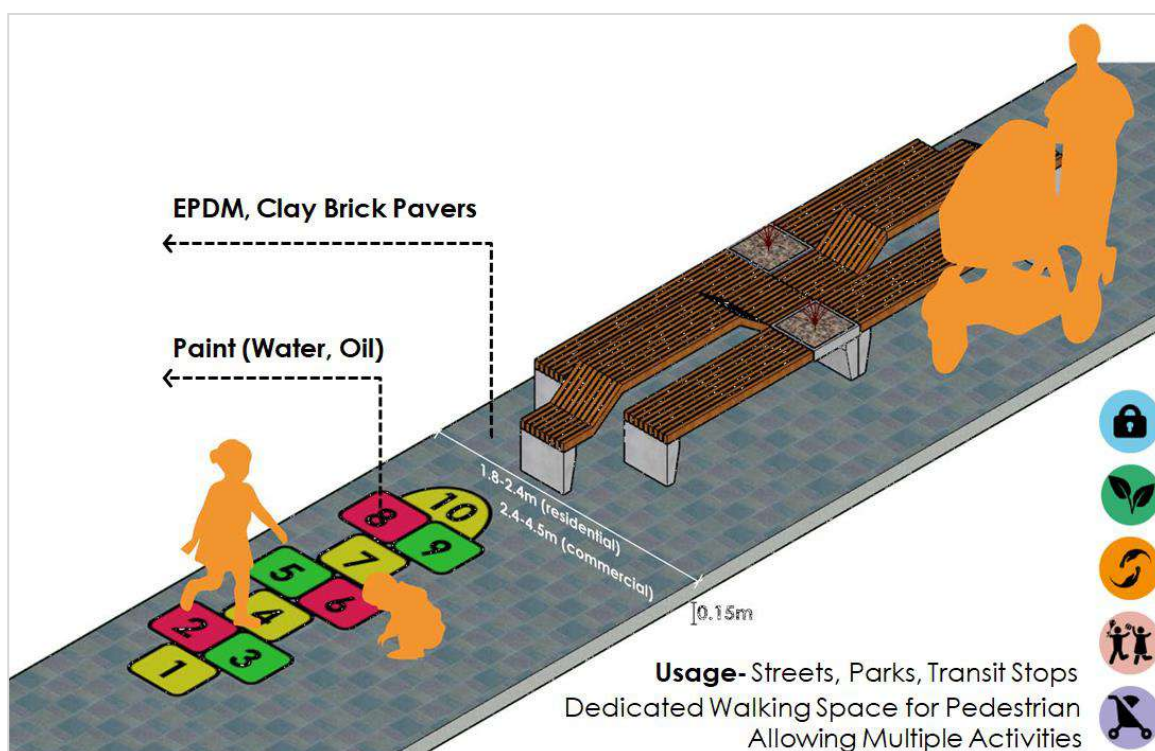 EPDM, Clay Brick Pavers
Paint (Water, Oil)
1.8-2.4m (residential)
2.4-4.5m (commercial)
0.15m
10
8
9
7
5
6
4
2
3
1
Usage- Streets, Parks, Transit Stops
Dedicated Walking Space for Pedestrian
Allowing Multiple Activities